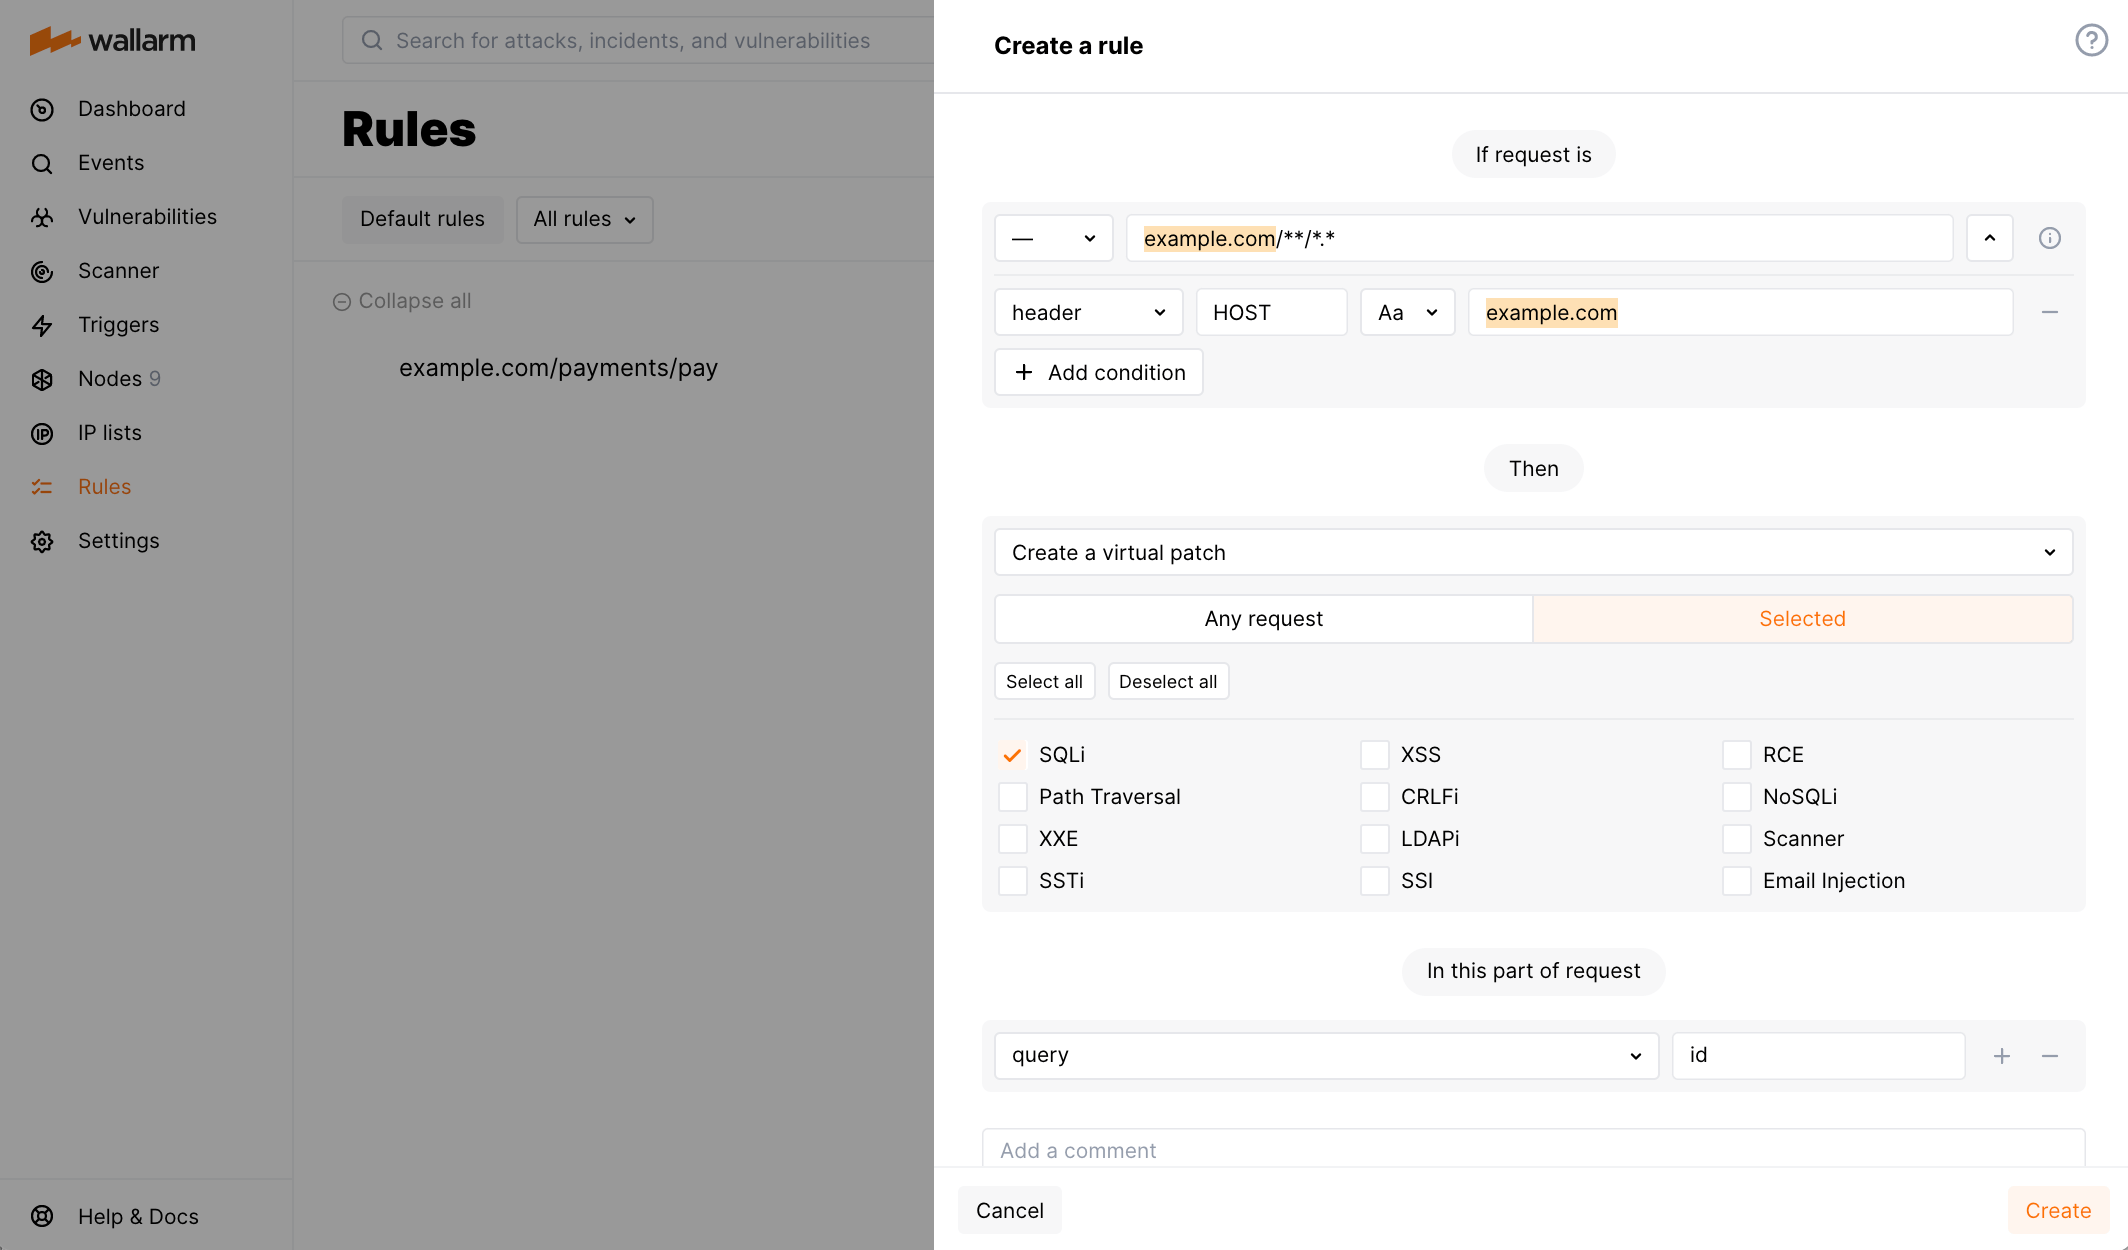 wallarm
Dashboard
Events
Vulnerabilities
Scanner
Triggers
Nodes 9
IP lists
Rules
Settings
Help & Docs
Search for attacks, incidents, and vulnerabilities
Rules
Default rules All rules
Collapse all
example.com/payments/pay
Create a rule
?
If request is
— example.com/**/*.*
header HOST Aa example.com
+ Add condition
Then
Create a virtual patch
Any request Selected
Select all Deselect all
SQLi XSS RCE
Path Traversal CRLFi NoSQLi
XXE LDAPi Scanner
SSTi SSI Email Injection
In this part of request
query id
Add a comment
Cancel Create